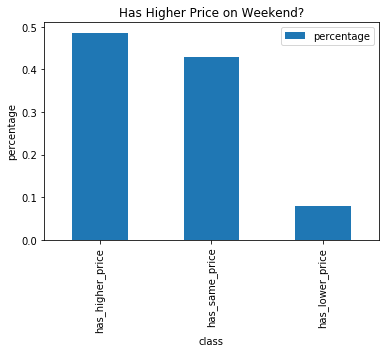 Has Higher Price on Weekend?
percentage
0.5
0.4
0.3
0.2
0.1
0.0
percentage
has_higher_price
has_same_price
has_lower_price
class